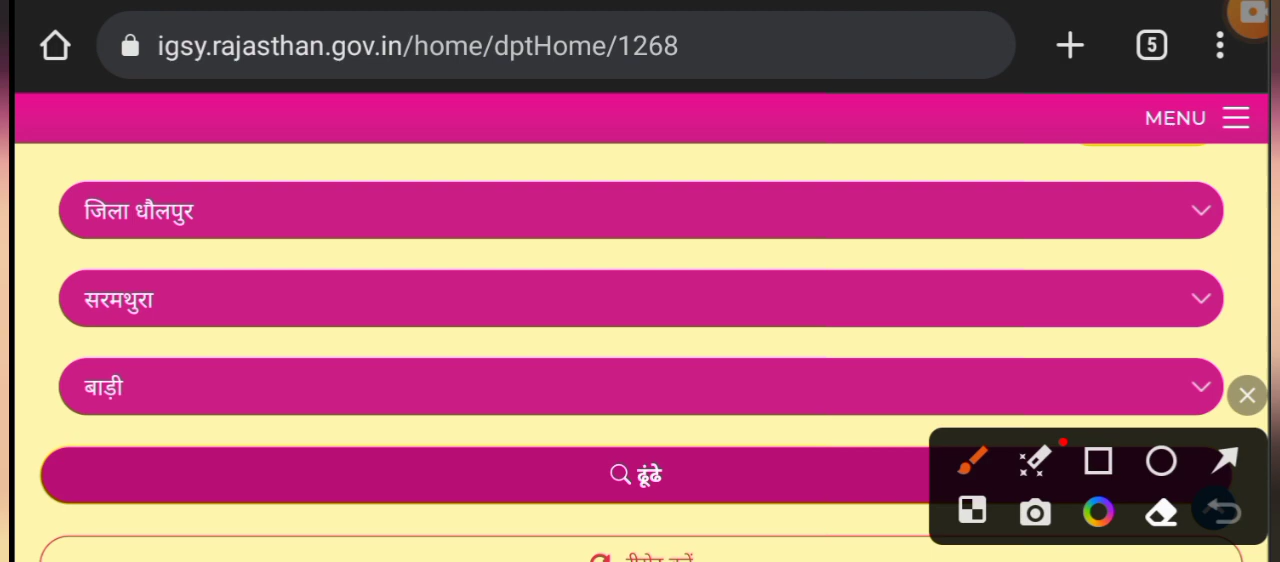 igsy.rajasthan.gov.in/home/dptHome/1268
5
MENU
जिला धौलपुर
सरमथुरा
बाड़ी
ढूंढे